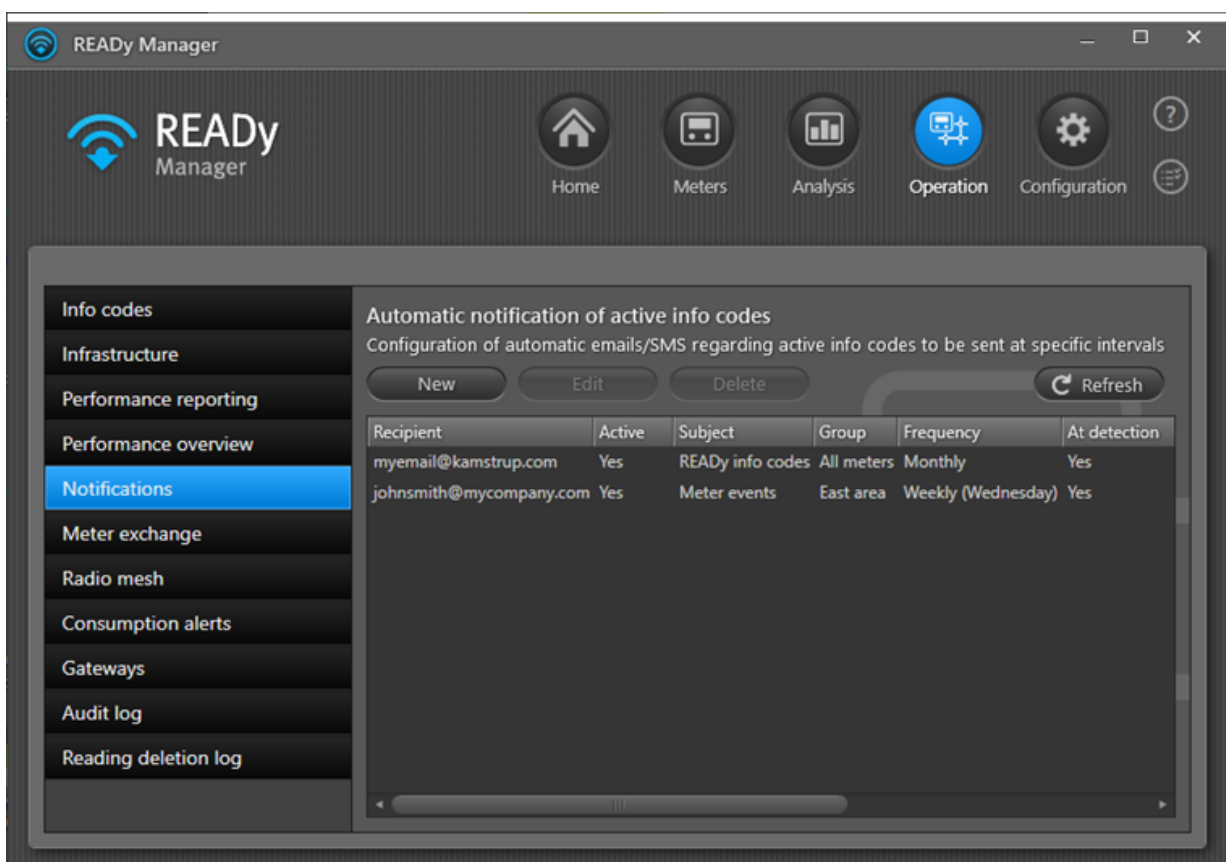 READy Manager
READy
Manager
Home
Meters
Analysis
Operation
Configuration
?
Info codes
Infrastructure
Performance reporting
Performance overview
Notifications
Meter exchange
Radio mesh
Consumption alerts
Gateways
Audit log
Reading deletion log
Automatic notification of active info codes
Configuration of automatic emails/SMS regarding active info codes to be sent at specific intervals
New Edit Delete Refresh
Recipient Active Subject Group Frequency At detection
myemail@kamstrup.com Yes READy info codes All meters Monthly Yes
johnsmith@mycompany.com Yes Meter events East area Weekly (Wednesday) Yes